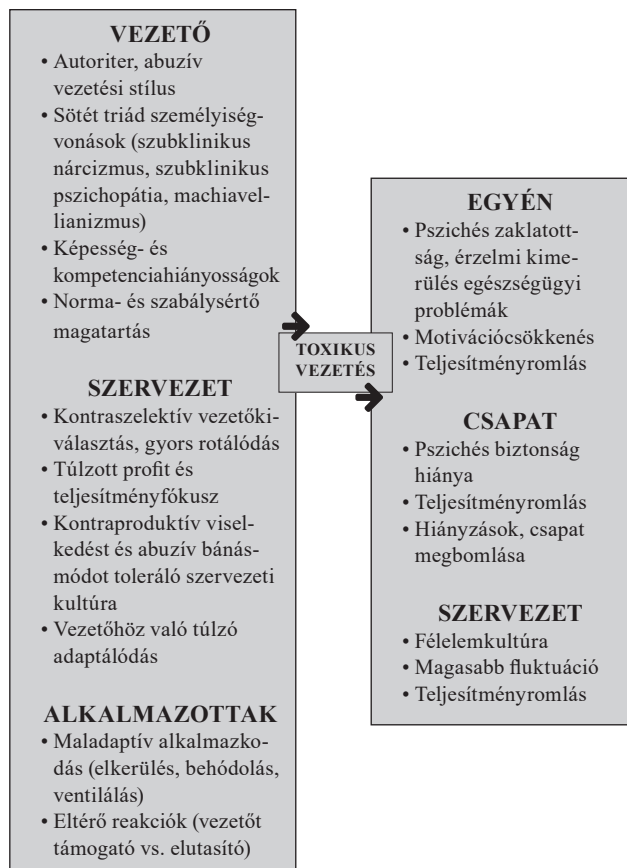 VEZETŐ
• Autoriter, abuzív
vezetési stílus
• Sötét triád személyiség-
vonások (szubklinikus
nárcizmus, szubklinikus
pszichopátia, machiavel-
lianizmus)
• Képesség- és
kompetenciahiányosságok
• Norma- és szabálysértő
magatartás
SZERVEZET
• Kontraszelektív vezetőki-
választás, gyors rotálódás
• Túlzott profit és
teljesítményfókusz
• Kontraproduktív visel-
kedést és abuzív bánás-
módot toleráló szervezeti
kultúra
• Vezetőhöz való túlzó
adaptálódás
ALKALMAZOTTAK
• Maladaptív alkalmazko-
dás (elkerülés, behódolás,
ventilálás)
• Eltérő reakciók (vezetőt
támogató vs. elutasító)
TOXIKUS
VEZETÉS
EGYÉN
• Pszichés zaklatott-
ság, érzelmi kime-
rülés egészségügyi
problémák
• Motivációcsökkenés
• Teljesítményromlás
CSAPAT
• Pszichés biztonság
hiánya
• Teljesítményromlás
• Hiányzások, csapat
megbomlása
SZERVEZET
• Félelemkultúra
• Magasabb fluktuáció
• Teljesítményromlás